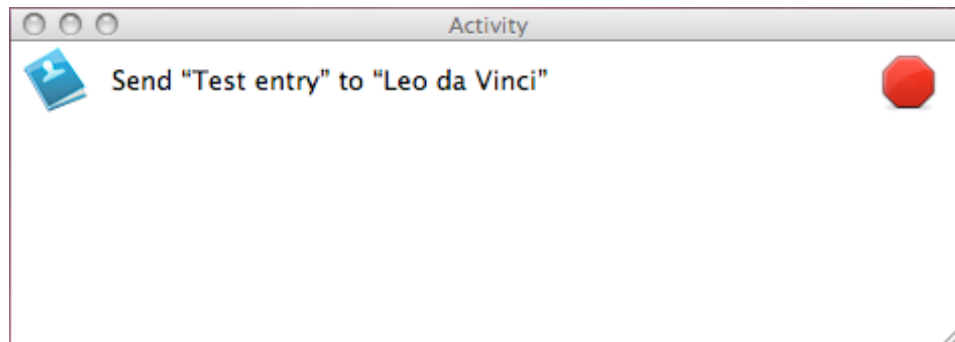 Activity
Send “Test entry” to “Leo da Vinci”